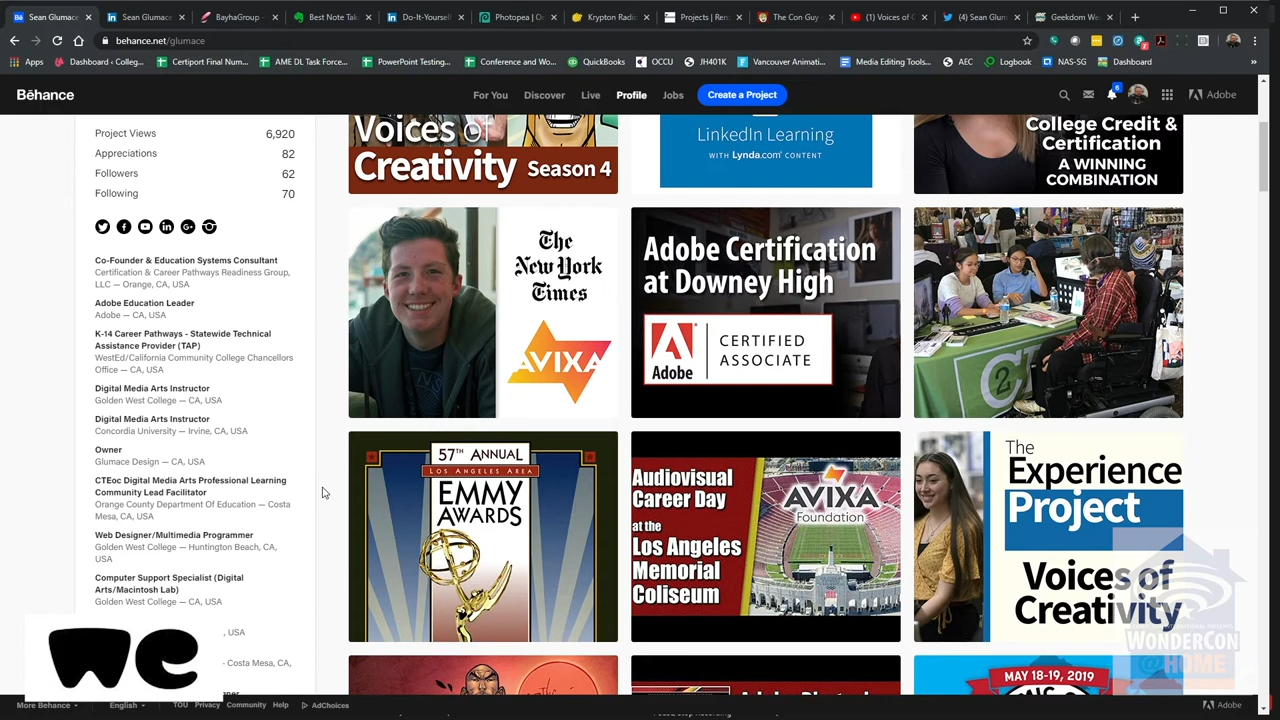 Sean Glumac
Sean Glumace
BayhaGroup -
Best Note Take
Do-It-Yourself
Photopea | O
Krypton Radio
Projects | Ren
The Con Guy
(1) Voices of C
(4) Sean Glum
Geekdom We
behance.net/glumace
Apps
Dashboard ‹ Colleg...
Certiport Final Num...
AME DL Task Force...
PowerPoint Testing...
Conference and Wo...
QuickBooks
OCCU
JH401K
Vancouver Animati...
Media Editing Tools...
AEC
Logbook
NAS-SG
Dashboard
»
Bēhance
For You
Discover
Live
Profile
Jobs
Create a Project
6
Adobe
Project Views 6,920
Appreciations 82
Followers 62
Following 70
Co-Founder & Education Systems Consultant
Certification & Career Pathways Readiness Group,
LLC — Orange, CA, USA
Adobe Education Leader
Adobe — CA, USA
K-14 Career Pathways - Statewide Technical
Assistance Provider (TAP)
WestEd/California Community College Chancellors
Office — CA, USA
Digital Media Arts Instructor
Golden West College — CA, USA
Digital Media Arts Instructor
Concordia University — Irvine, CA, USA
Owner
Glumace Design — CA, USA
CTEoc Digital Media Arts Professional Learning
Community Lead Facilitator
Orange County Department Of Education — Costa
Mesa, CA, USA
Web Designer/Multimedia Programmer
Golden West College — Huntington Beach, CA,
USA
Computer Support Specialist (Digital
Arts/Macintosh Lab)
Golden West College — CA, USA
, USA
- Costa Mesa, CA,
we
Voices of
Creativity Season 4
LinkedIn Learning
WITH Lynda.com® CONTENT
College Credit &
Certification
A WINNING
COMBINATION
The
New York
Times
AVIXA
Adobe Certification
at Downey High
Adobe
CERTIFIED
ASSOCIATE
2
57TH ANNUAL
LOS ANGELES AREA
EMMY
AWARDS
Audiovisual
Career Day
at the
Los Angeles
Memorial
Coliseum
AVIXA
Foundation
The
Experience
Project
Voices of
Creativity
WONDERCON
@HOME
MAY 18-19, 2019
More Behance
English
TOU
Privacy
Community
Help
AdChoices
Adobe